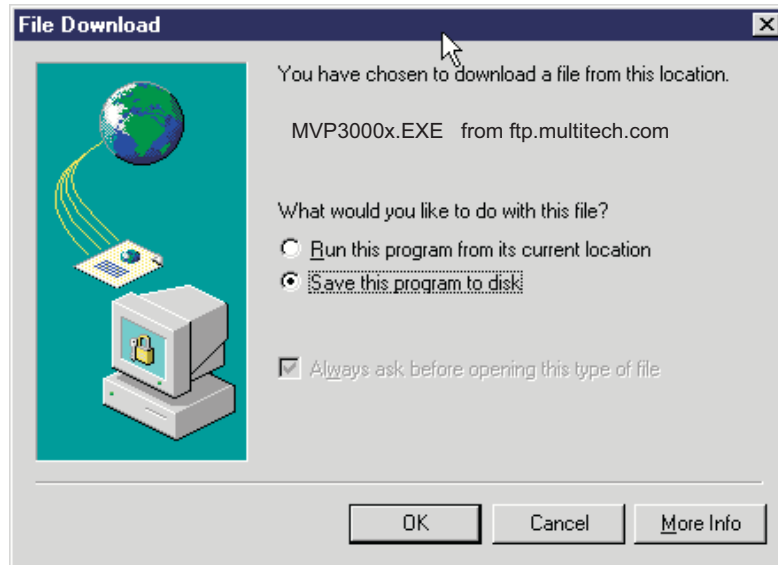 File Download
You have chosen to download a file from this location.
MVP3000x.EXE from ftp.multitech.com
What would you like to do with this file?
Run this program from its current location
Save this program to disk
Always ask before opening this type of file
OK Cancel More Info